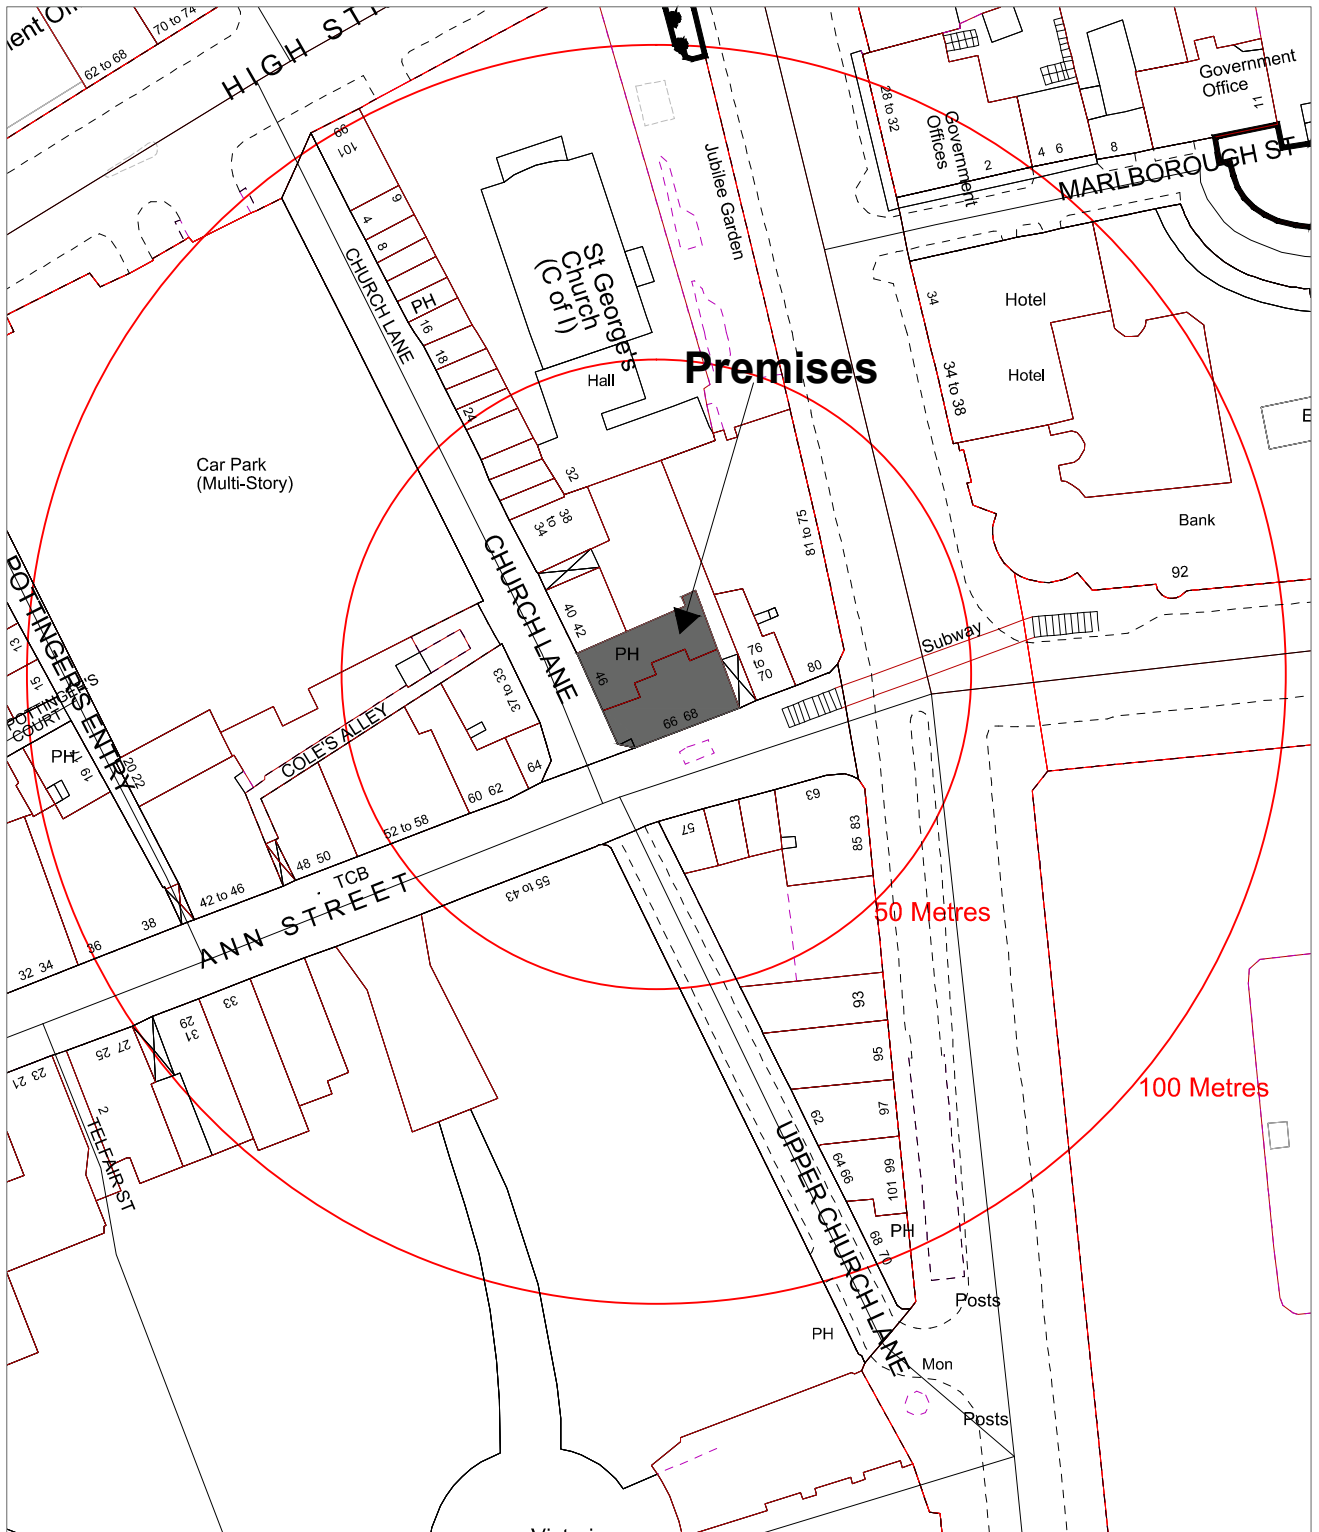 70 to 74
62 to 68
HIGH ST
99
101
9
4
8
PH
16
18
24
32
CHURCH LANE
St George's
Church
(C of I)
Hall
Jubilee Garden
28 to 32
Government
Offices
2
4 6
8
Government
Office
11
MARLBOROUGH ST
34
Hotel
34 to 38
Hotel
Premises
Car Park
(Multi-Story)
34
to
38
81 to 75
Bank
92
CHURCH LANE
40 42
PH
46
66 68
76
to
70
80
Subway
POTTINGER'S ENTRY
13
15
POTTINGER'S
COURT
PH
17
19
20 22
37 to 33
COLE'S ALLEY
64
60 62
52 to 58
48 50
TCB
42 to 46
38
36
32 34
ANN STREET
55 to 43
57
63
85 83
50 Metres
33
31
29
27 25
23 21
2
TELFAIR ST
93
95
97
62
64 66
99
101
68 70
PH
100 Metres
UPPER CHURCH LANE
Posts
PH
Mon
Posts